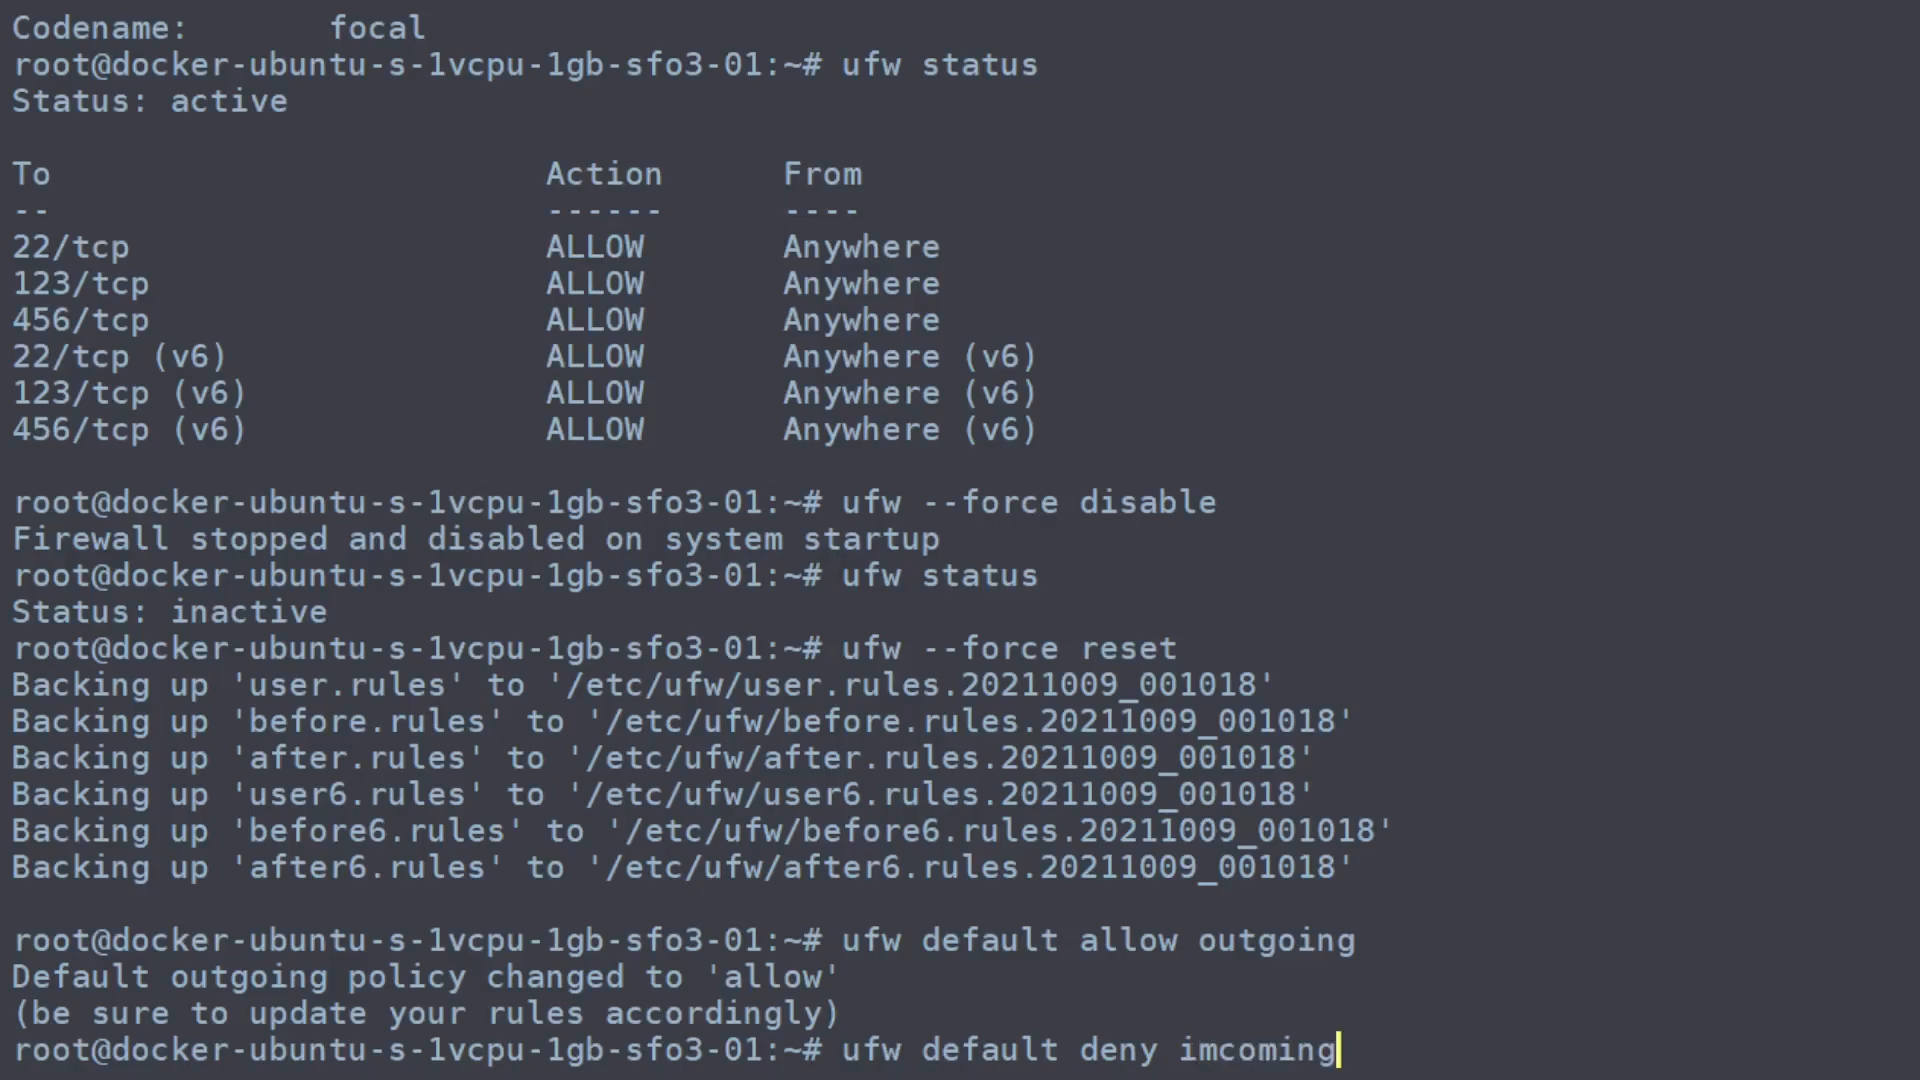 Codename:       focal
root@docker-ubuntu-s-1vcpu-1gb-sfo3-01:~# ufw status
Status: active
To                         Action      From
--                         ------      ----
22/tcp                     ALLOW       Anywhere
123/tcp                    ALLOW       Anywhere
456/tcp                    ALLOW       Anywhere
22/tcp (v6)                ALLOW       Anywhere (v6)
123/tcp (v6)               ALLOW       Anywhere (v6)
456/tcp (v6)               ALLOW       Anywhere (v6)
root@docker-ubuntu-s-1vcpu-1gb-sfo3-01:~# ufw --force disable
Firewall stopped and disabled on system startup
root@docker-ubuntu-s-1vcpu-1gb-sfo3-01:~# ufw status
Status: inactive
root@docker-ubuntu-s-1vcpu-1gb-sfo3-01:~# ufw --force reset
Backing up 'user.rules' to '/etc/ufw/user.rules.20211009_001018'
Backing up 'before.rules' to '/etc/ufw/before.rules.20211009_001018'
Backing up 'after.rules' to '/etc/ufw/after.rules.20211009_001018'
Backing up 'user6.rules' to '/etc/ufw/user6.rules.20211009_001018'
Backing up 'before6.rules' to '/etc/ufw/before6.rules.20211009_001018'
Backing up 'after6.rules' to '/etc/ufw/after6.rules.20211009_001018'
root@docker-ubuntu-s-1vcpu-1gb-sfo3-01:~# ufw default allow outgoing
Default outgoing policy changed to 'allow'
(be sure to update your rules accordingly)
root@docker-ubuntu-s-1vcpu-1gb-sfo3-01:~# ufw default deny imcoming